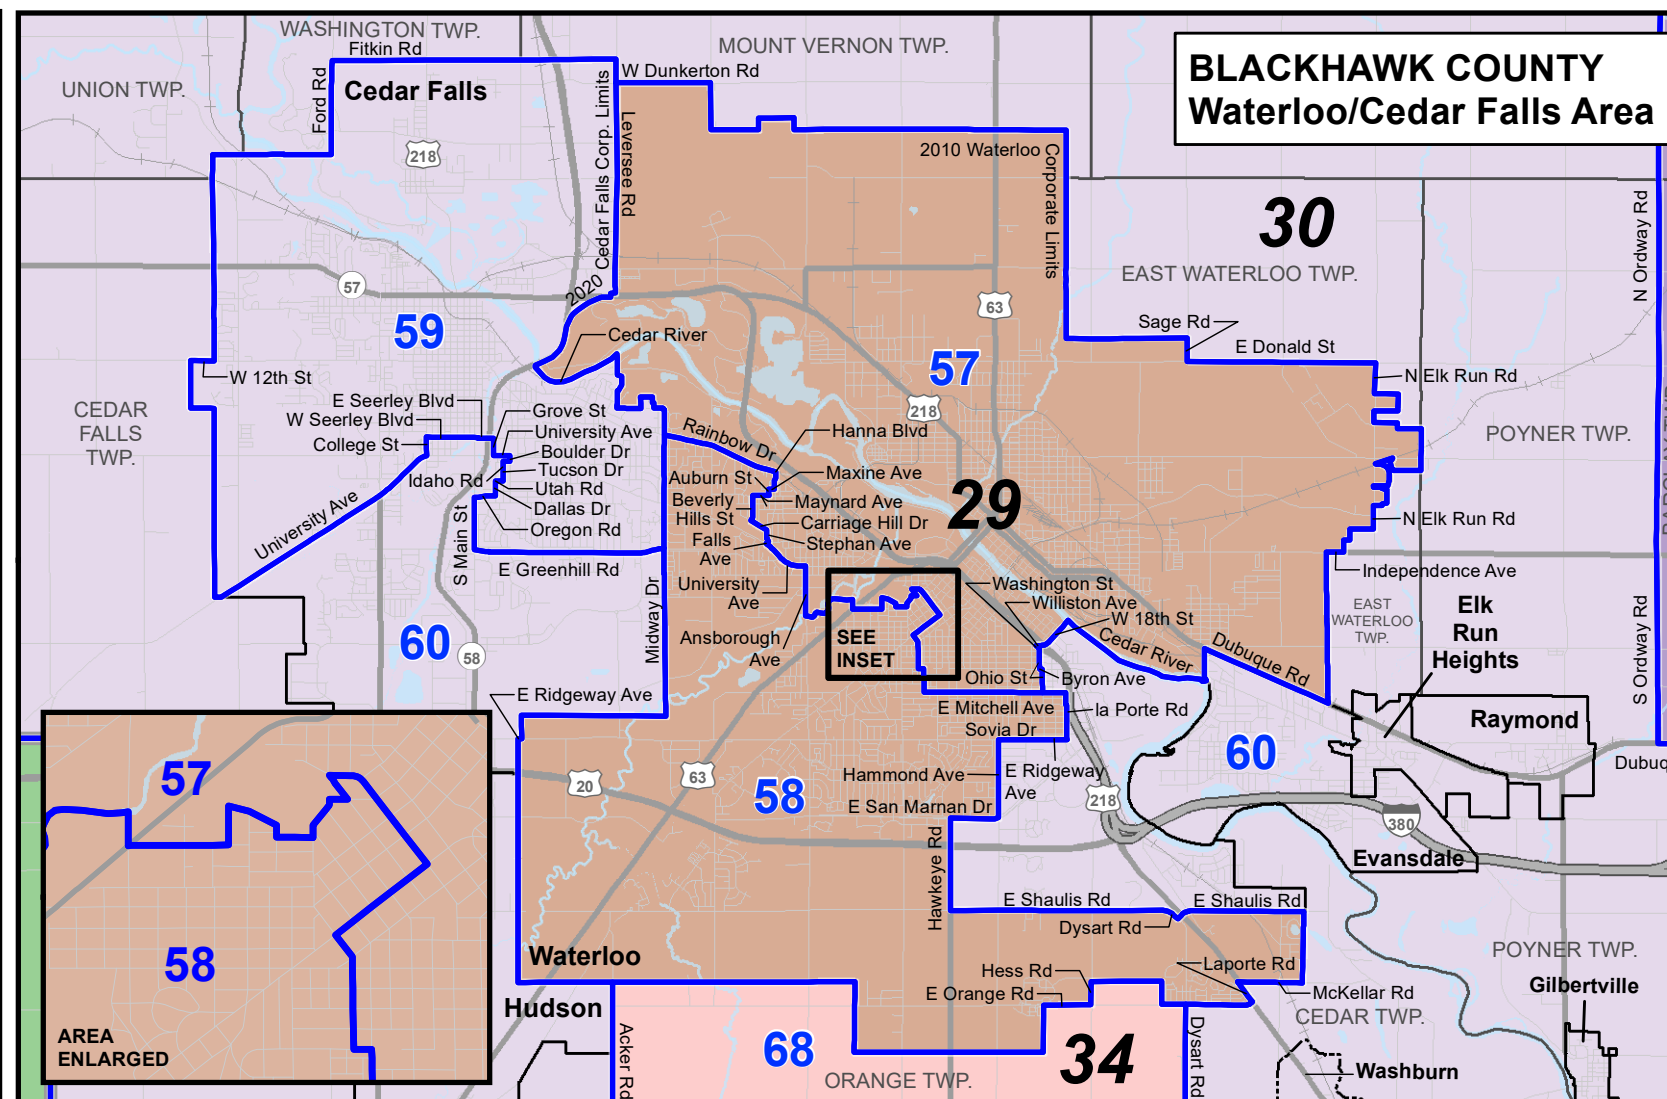 WASHINGTON TWP.
Fitkin Rd
MOUNT VERNON TWP.
BLACKHAWK COUNTY
Waterloo/Cedar Falls Area
UNION TWP.
Ford Rd
Cedar Falls
218
W Dunkerton Rd
2020 Cedar Falls Corp. Limits
Leversee Rd
2010 Waterloo
Corporate Limits
30
EAST WATERLOO TWP.
N Ordway Rd
57
59
Cedar River
63
Sage Rd
E Donald St
57
N Elk Run Rd
W 12th St
CEDAR
FALLS
TWP.
E Seerley Blvd
W Seerley Blvd
College St
Grove St
University Ave
Boulder Dr
Tucson Dr
Idaho Rd
Utah Rd
Dallas Dr
Oregon Rd
218
Rainbow Dr
Hanna Blvd
Auburn St
Maxine Ave
Beverly
Hills St
Maynard Ave
Carriage Hill Dr
Falls
Ave
Stephan Ave
29
POYNER TWP.
N Elk Run Rd
University Ave
S Main St
E Greenhill Rd
University
Ave
Washington St
Williston Ave
W 18th St
Independence Ave
EAST
WATERLOO
TWP.
Elk
Run
Heights
60
58
Midway Dr
Ansborough
Ave
SEE
INSET
Cedar River
Dubuque Rd
S Ordway Rd
Ohio St
Byron Ave
E Ridgeway Ave
E Mitchell Ave
la Porte Rd
Sovia Dr
Raymond
57
20
63
58
Hammond Ave
E Ridgeway
Ave
E San Marnan Dr
218
60
380
Evansdale
58
Hawkeye Rd
E Shaulis Rd
E Shaulis Rd
Dysart Rd
Waterloo
Hess Rd
Laporte Rd
E Orange Rd
McKellar Rd
CEDAR TWP.
POYNER TWP.
Gilbertville
Hudson
AREA
ENLARGED
Acker Rd
68
ORANGE TWP.
34
Dysart Rd
Washburn